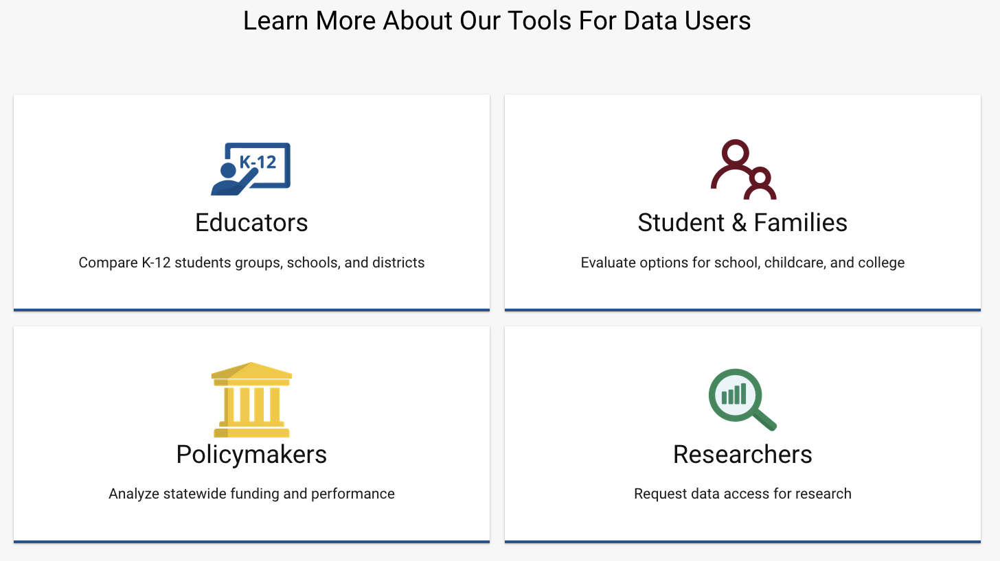 Learn More About Our Tools For Data Users
K-12
Educators
Compare K-12 students groups, schools, and districts
Student & Families
Evaluate options for school, childcare, and college
Policymakers
Analyze statewide funding and performance
Researchers
Request data access for research